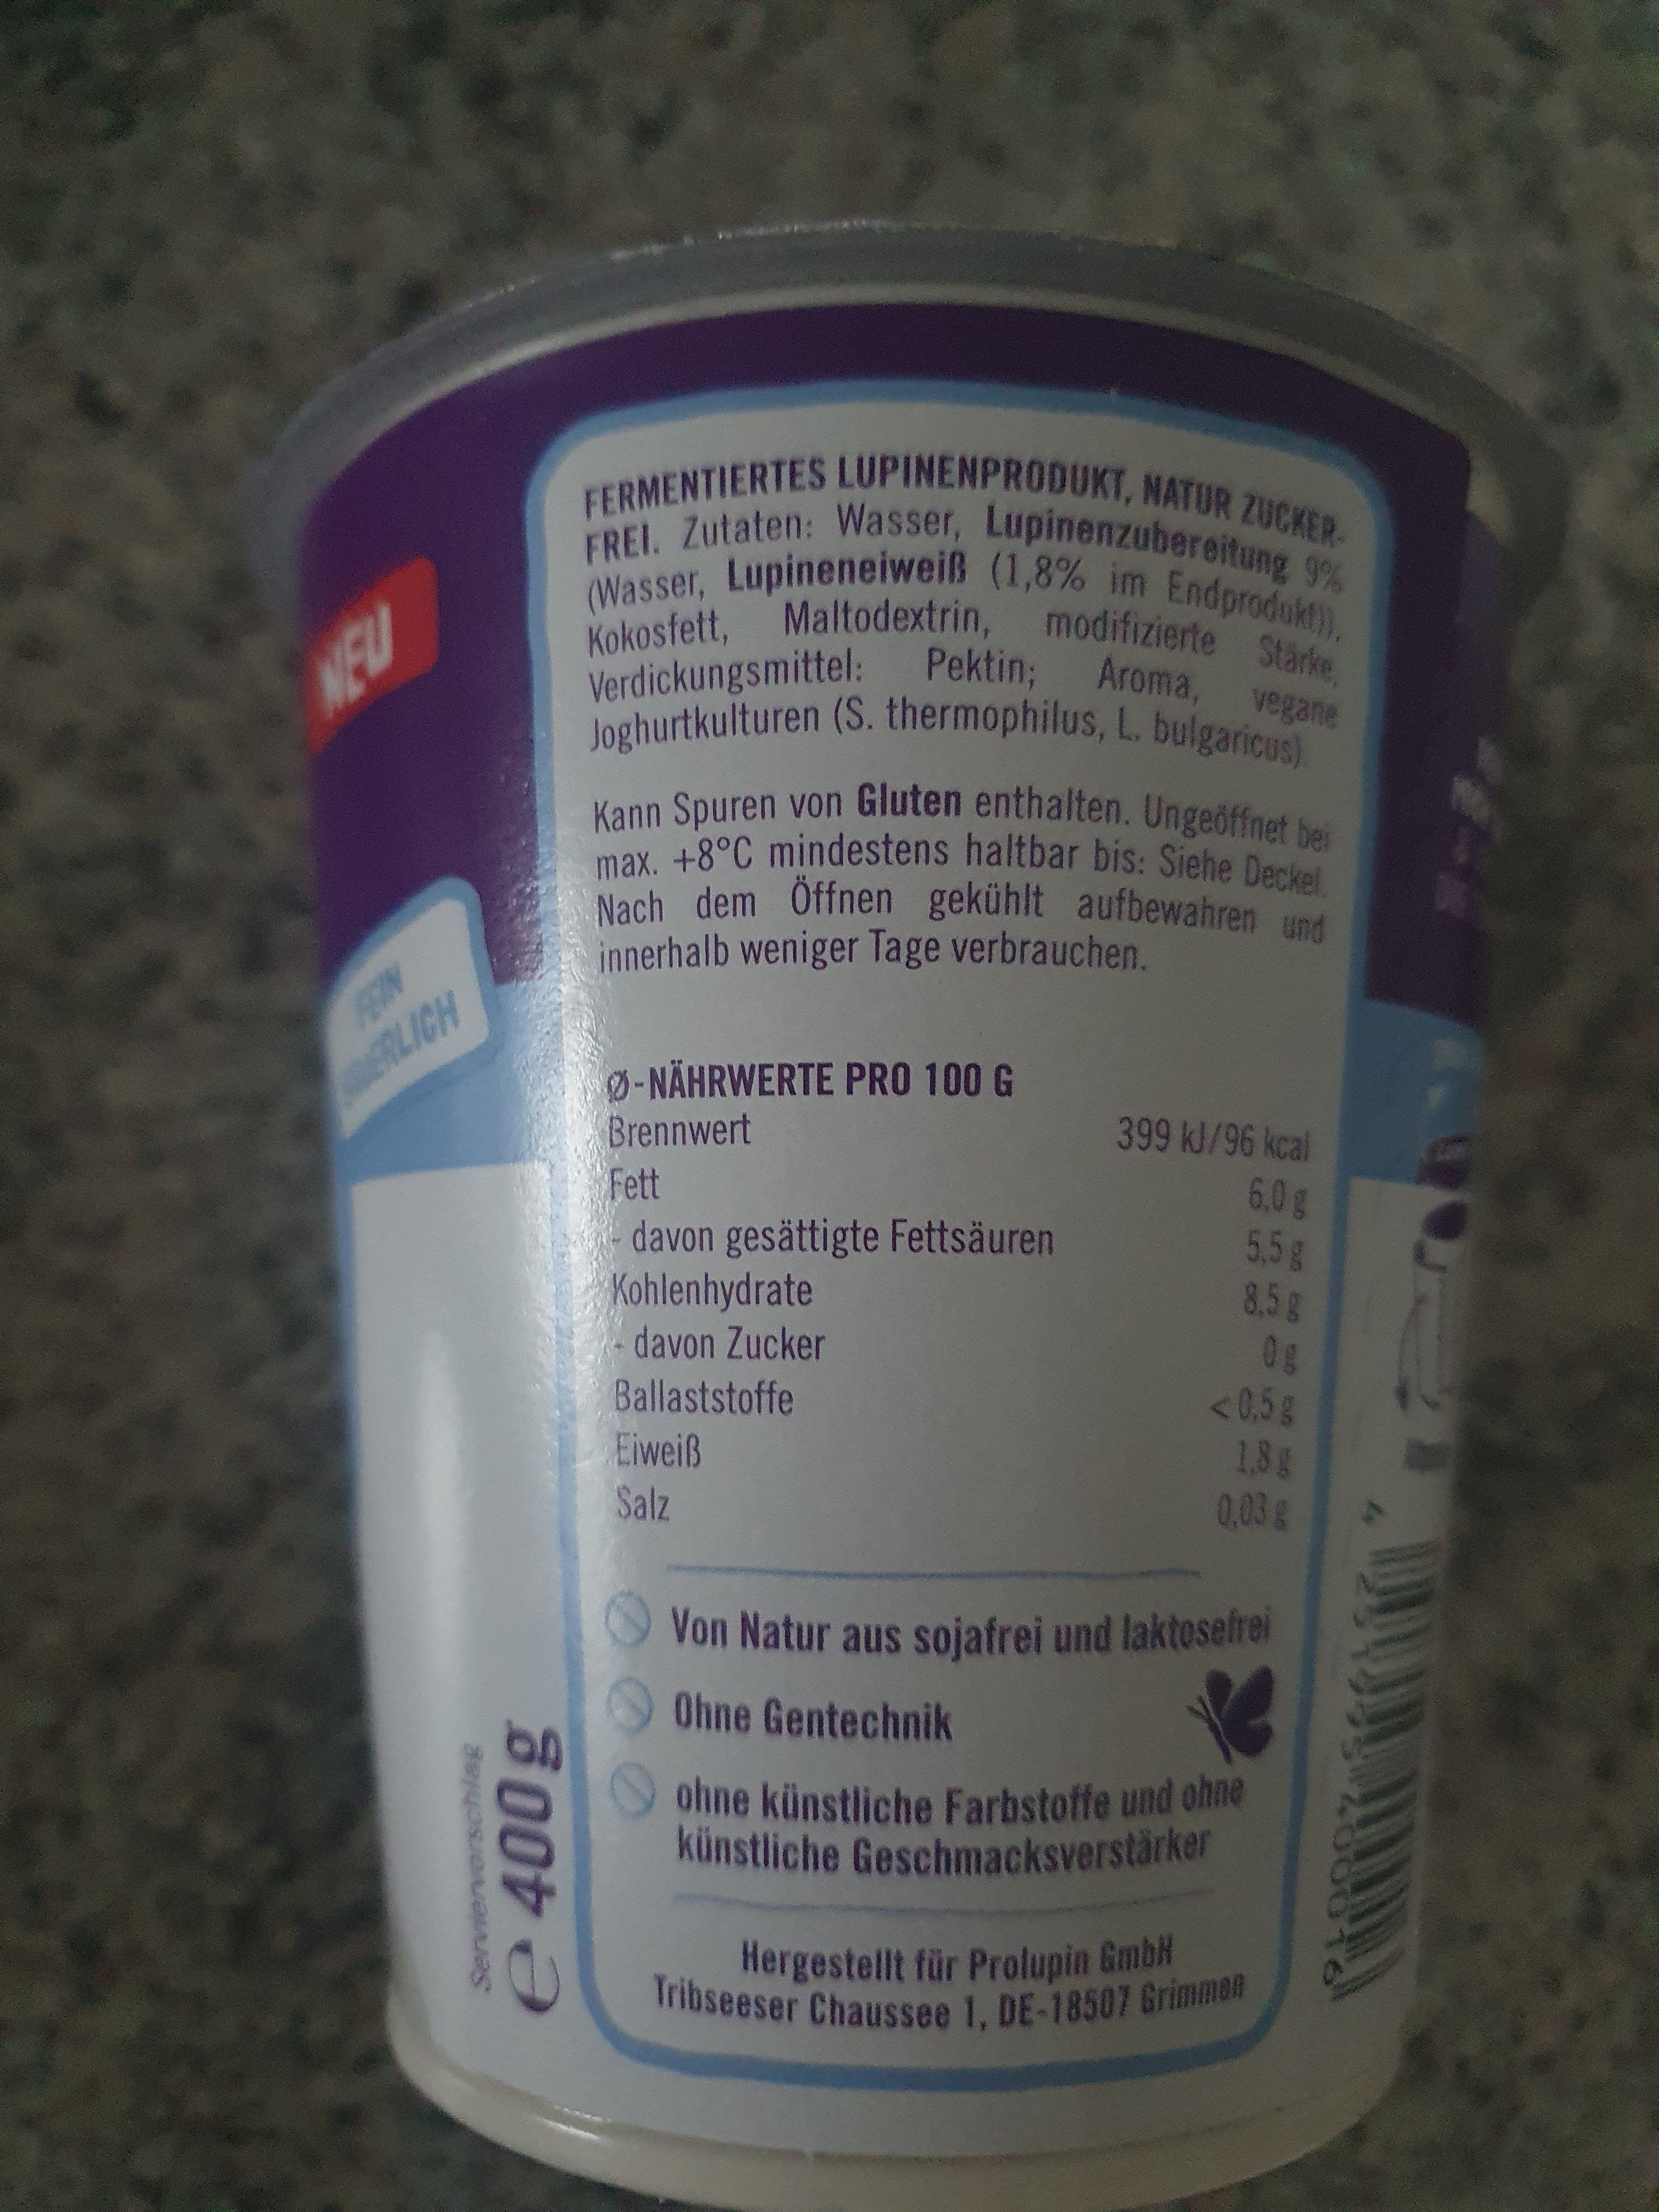 NEU
FEIN
FERMENTIERTES LUPINENPRODUKT, NATUR ZUCKER-
FREI. Zutaten: Wasser, Lupinenzubereitung 9%
(Wasser, Lupineneiweiß (1,8% im Endprodukt)),
Kokosfett, Maltodextrin, modifizierte Stärke,
Verdickungsmittel: Pektin; Aroma, vegane
Joghurtkulturen (S. thermophilus, L. bulgaricus).
Kann Spuren von Gluten enthalten. Ungeöffnet bei
max. +8°C mindestens haltbar bis: Siehe Deckel.
Nach dem Öffnen gekühlt aufbewahren und
innerhalb weniger Tage verbrauchen.
Ø-NÄHRWERTE PRO 100 G
Brennwert 399 kJ/96 kcal
Fett 6,0 g
- davon gesättigte Fettsäuren 5,5 g
Kohlenhydrate 8,5 g
- davon Zucker 0 g
Ballaststoffe < 0,5 g
Eiweiß 1,8 g
Salz 0,03 g
Von Natur aus sojafrei und laktosefrei
Ohne Gentechnik
ohne künstliche Farbstoffe und ohne
künstliche Geschmacksverstärker
Hergestellt für Prolupin GmbH
Tribseeser Chaussee 1, DE-18507 Grimmen
Serviervorschlag
e 400 g